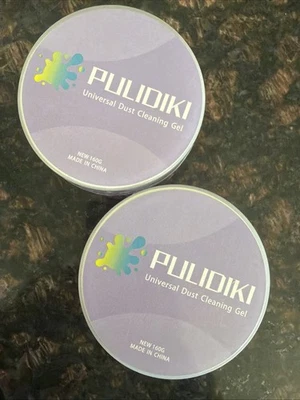 PULIDIKI
Universal Dust Cleaning Gel
NEW 160G
MADE IN CHINA
PULIDIKI
Universal Dust Cleaning Gel
NEW 160G
MADE IN CHINA